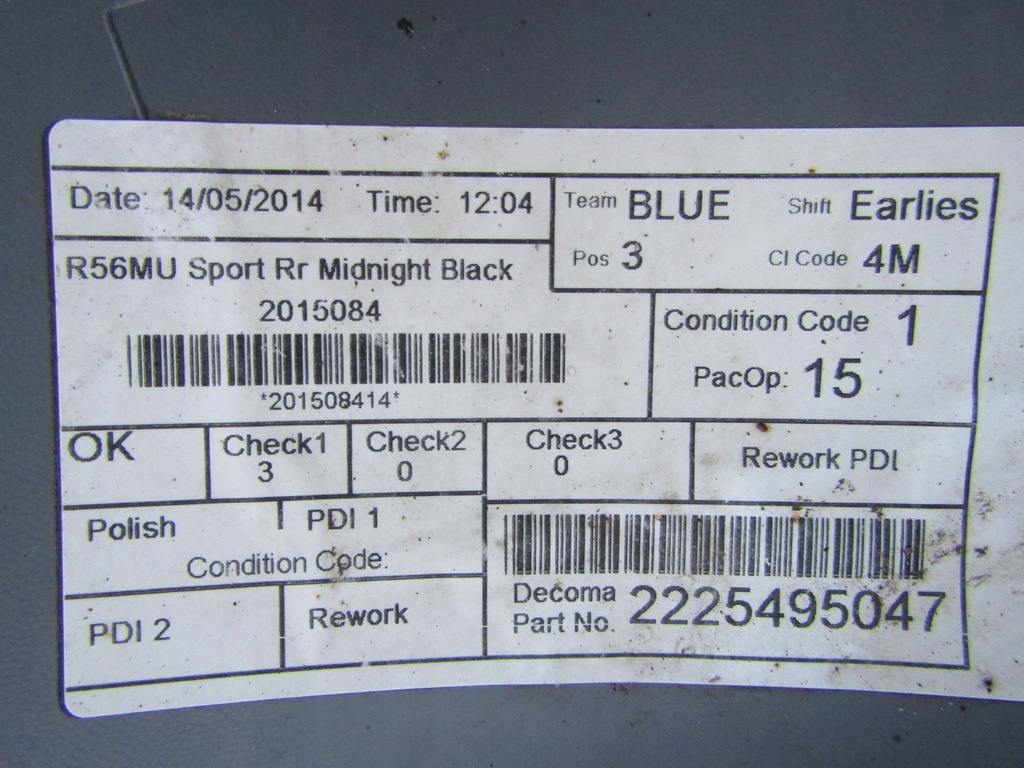 Date: 14/05/2014 Time: 12:04
Team BLUE Shift Earlies
Pos 3 CI Code 4M
R56MU Sport Rr Midnight Black
2015084
*201508414*
Condition Code 1
PacOp: 15
OK
Check1
3
Check2
0
Check3
0
Rework PDI
Polish
PDI 1
Condition Code:
PDI 2
Rework
Decoma
Part No. 2225495047